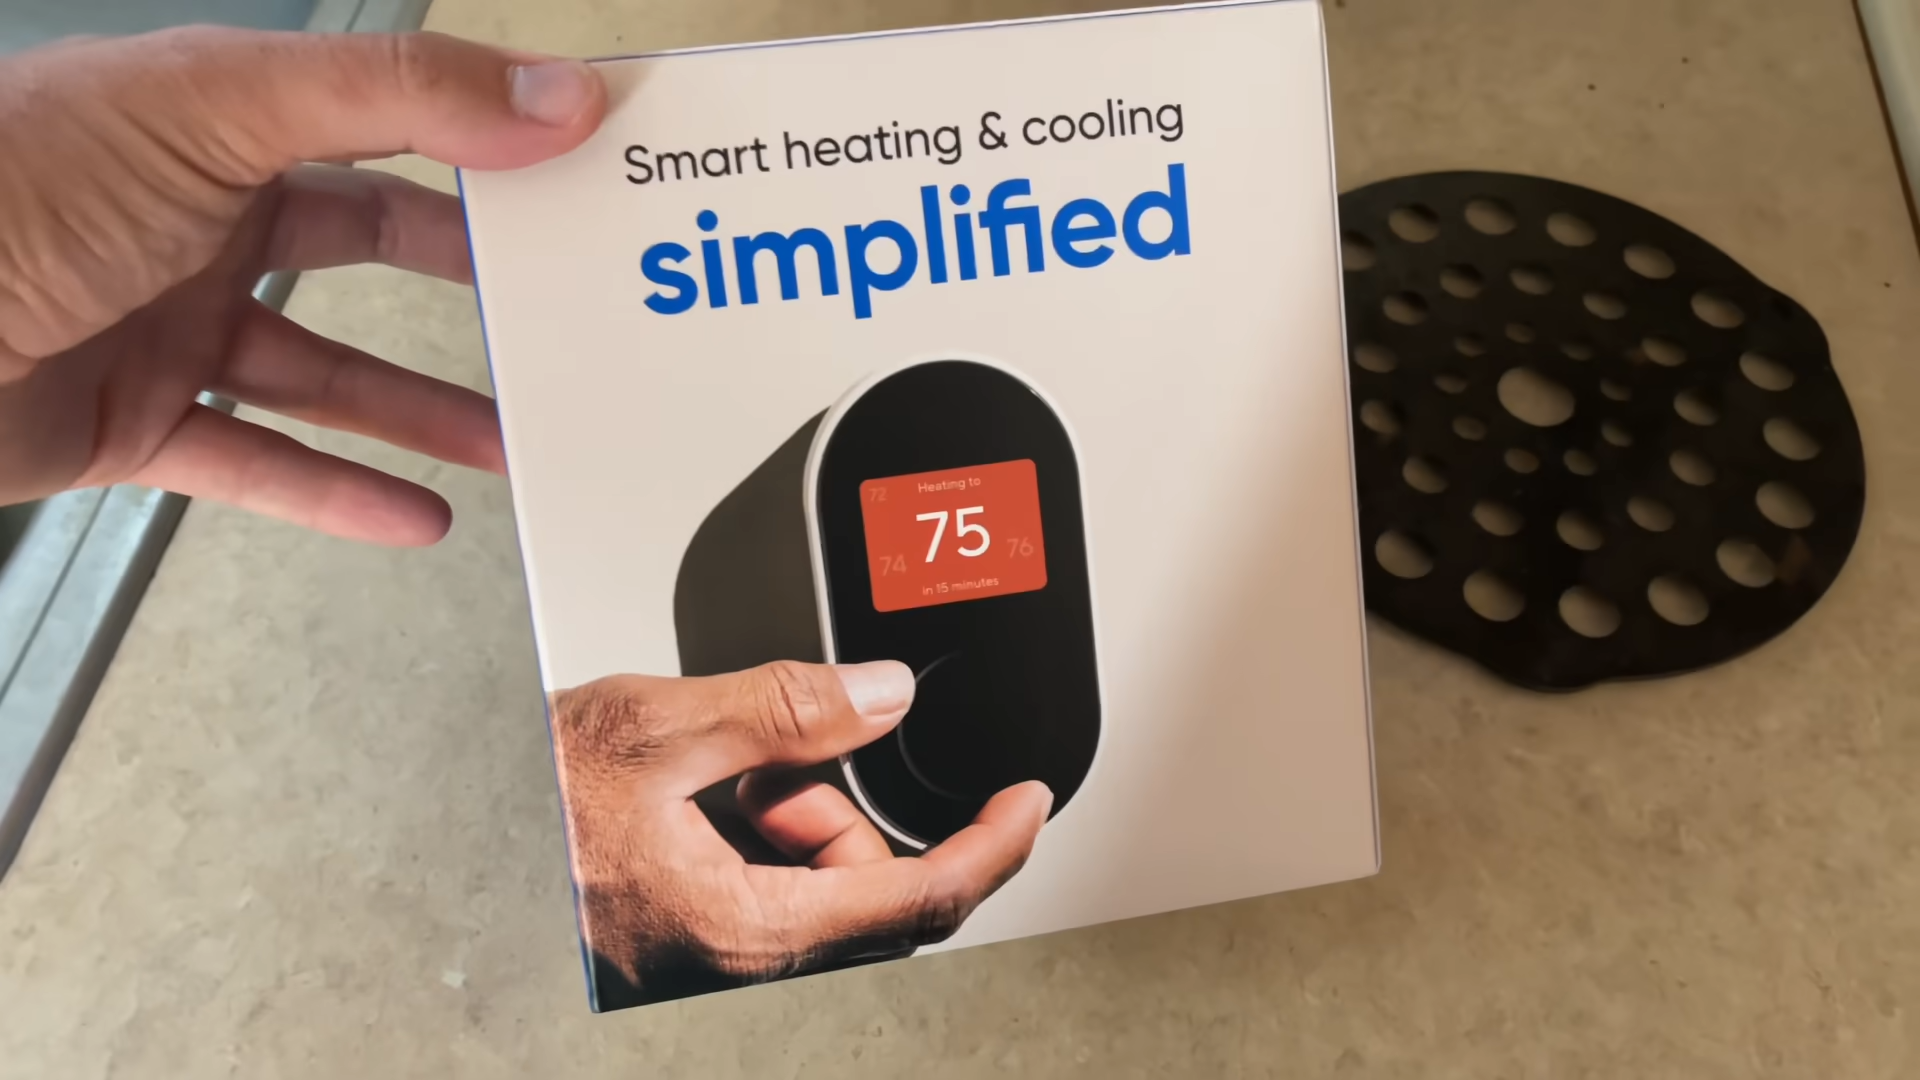 Smart heating & cooling
simplified
72
Heating to
75
74
76
in 15 minutes